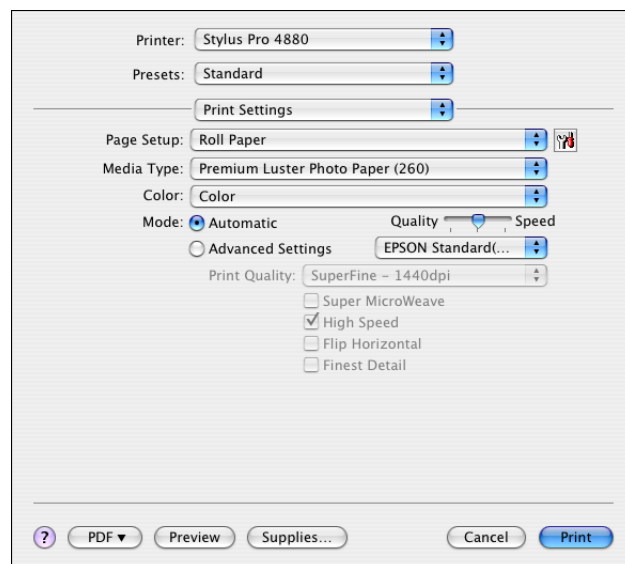 Printer: Stylus Pro 4880
Presets: Standard
Print Settings
Page Setup: Roll Paper
Media Type: Premium Luster Photo Paper (260)
Color: Color
Mode: Automatic Quality Speed
Advanced Settings EPSON Standard(...
Print Quality: SuperFine - 1440dpi
Super MicroWeave
High Speed
Flip Horizontal
Finest Detail
? PDF ▼ Preview Supplies... Cancel Print